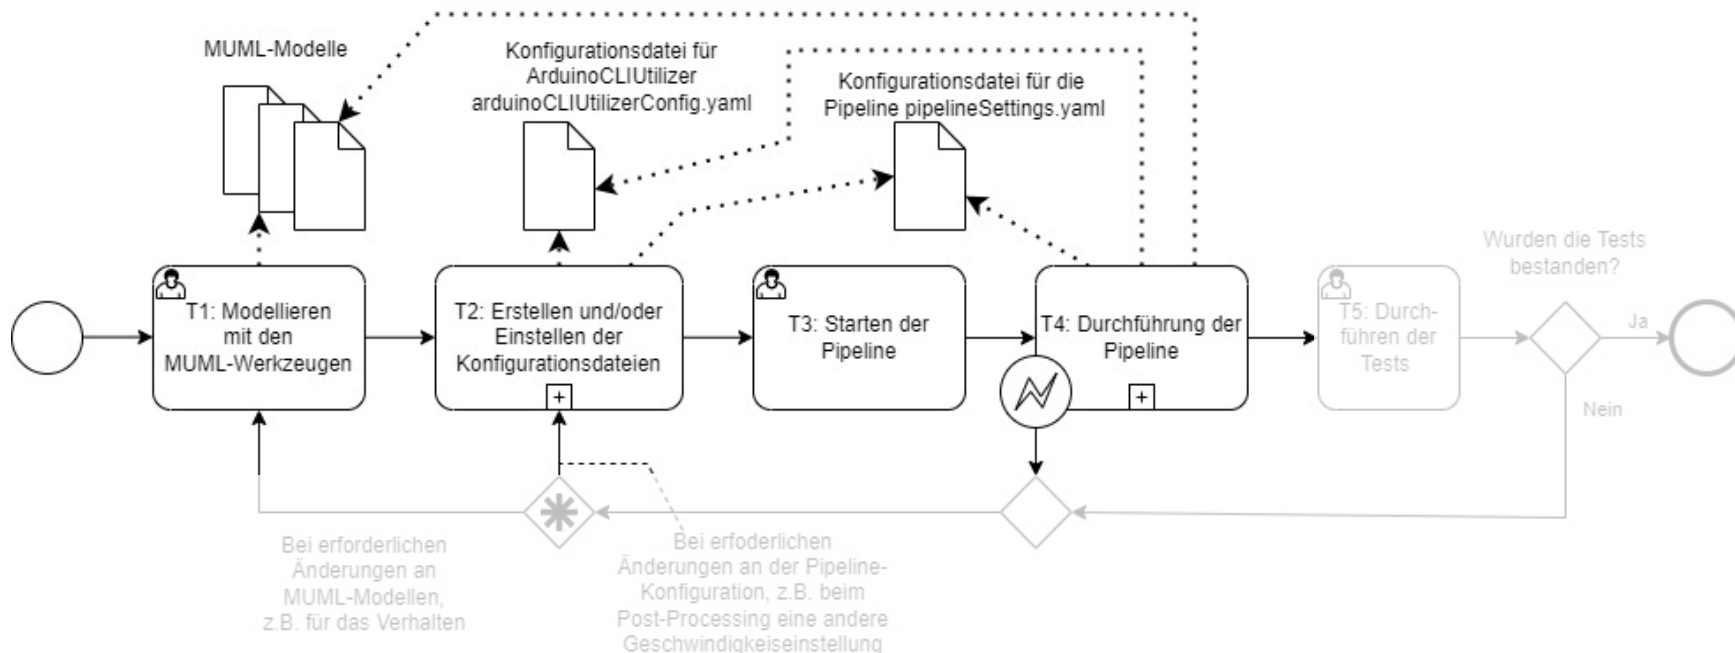 MUML-Modelle
Konfigurationsdatei für
ArduinoCLIUtilizer
arduinoCLIUtilizerConfig.yaml
Konfigurationsdatei für die
Pipeline pipelineSettings.yaml
T1: Modellieren
mit den
MUML-Werkzeugen
T2: Erstellen und/oder
Einstellen der
Konfigurationsdateien
T3: Starten der
Pipeline
T4: Durchführung der
Pipeline
T5: Durch-
führen der
Tests
Wurden die Tests
bestanden?
Ja
Nein
Bei erforderlichen
Änderungen an
MUML-Modellen,
z.B. für das Verhalten
Bei erfoderlichen
Änderungen an der Pipeline-
Konfiguration, z.B. beim
Post-Processing eine andere
Geschwindigkeiseinstellung